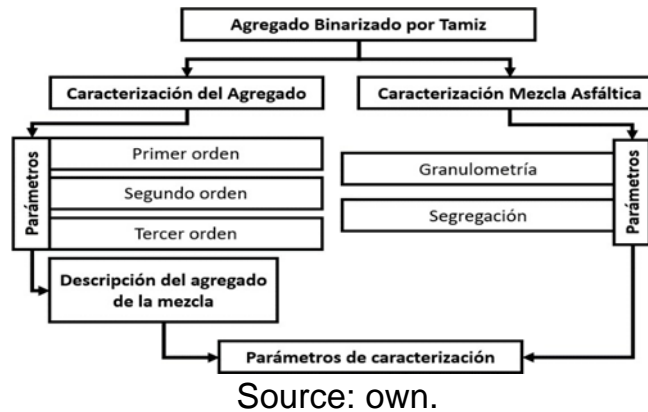 Agregado Binarizado por Tamiz
Caracterización del Agregado
Caracterización Mezcla Asfáltica
Parámetros
Primer orden
Segundo orden
Tercer orden
Granulometría
Segregación
Parámetros
Descripción del agregado
de la mezcla
Parámetros de caracterización
Source: own.